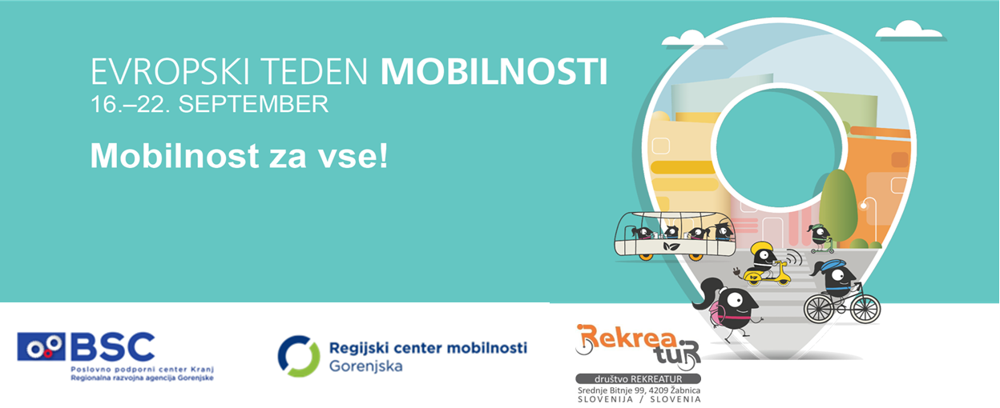 EVROPSKI TEDEN MOBILNOSTI
16.–22. SEPTEMBER
Mobilnost za vse!
BSC
Poslovno podporni center Kranj
Regionalna razvojna agencija Gorenjske
Regijski center mobilnosti
Gorenjska
Rekrea
tuR
društvo REKREATUR
Srednje Bitnje 99, 4209 Žabnica
SLOVENIJA / SLOVENIA